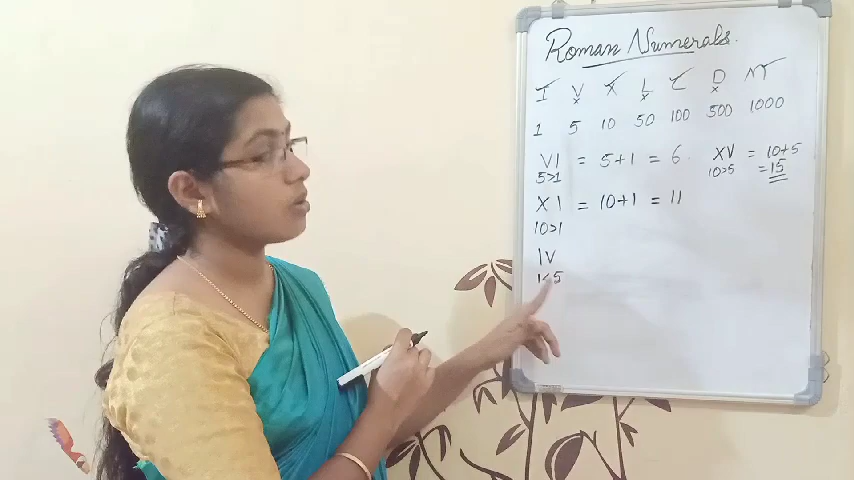 Roman Numerals.
I V X L C D M
x x x
1 5 10 50 100 500 1000
VI = 5+1 = 6. XV = 10+5
5>1 10>5 = 15
XI = 10+1 = 11
10>1
IV
1<5